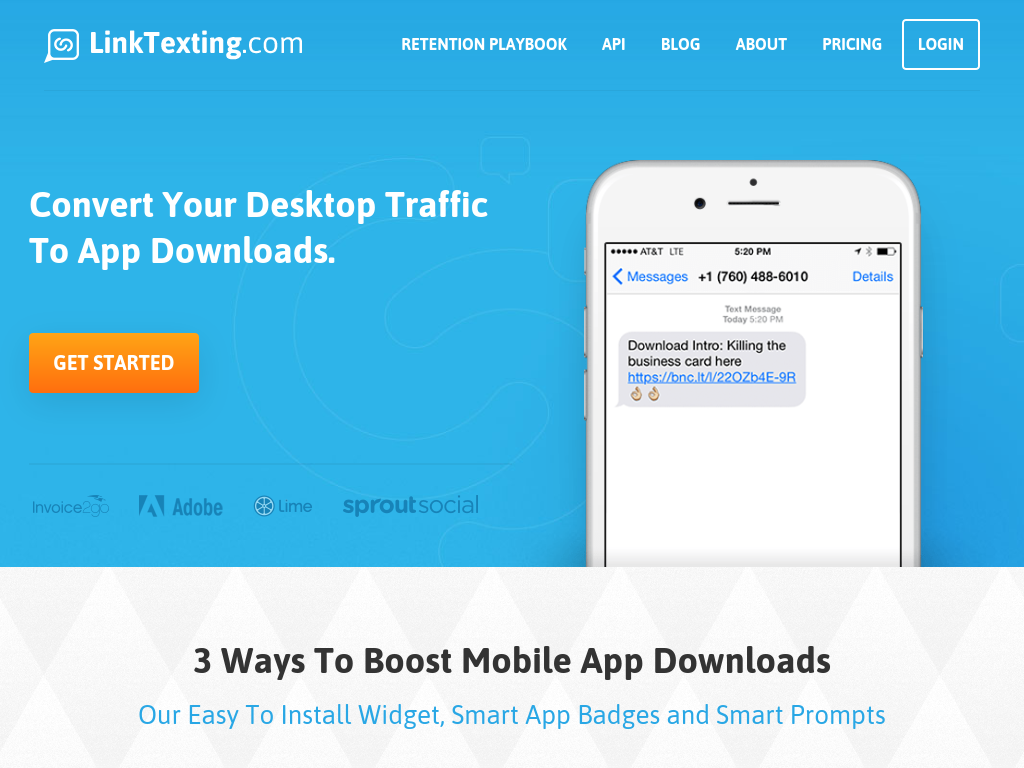 LinkTexting.com
RETENTION PLAYBOOK
API
BLOG
ABOUT
PRICING
LOGIN
Convert Your Desktop Traffic
To App Downloads.
GET STARTED
Invoice2go
Adobe
lime
sproutsocial
AT&T LTE
5:20 PM
Messages
+1 (760) 488-6010
Details
Text Message
Today 5:20 PM
Download Intro: Killing the
business card here
https://bnc.lt/l/22OZb4E-9R
👌👌
3 Ways To Boost Mobile App Downloads
Our Easy To Install Widget, Smart App Badges and Smart Prompts